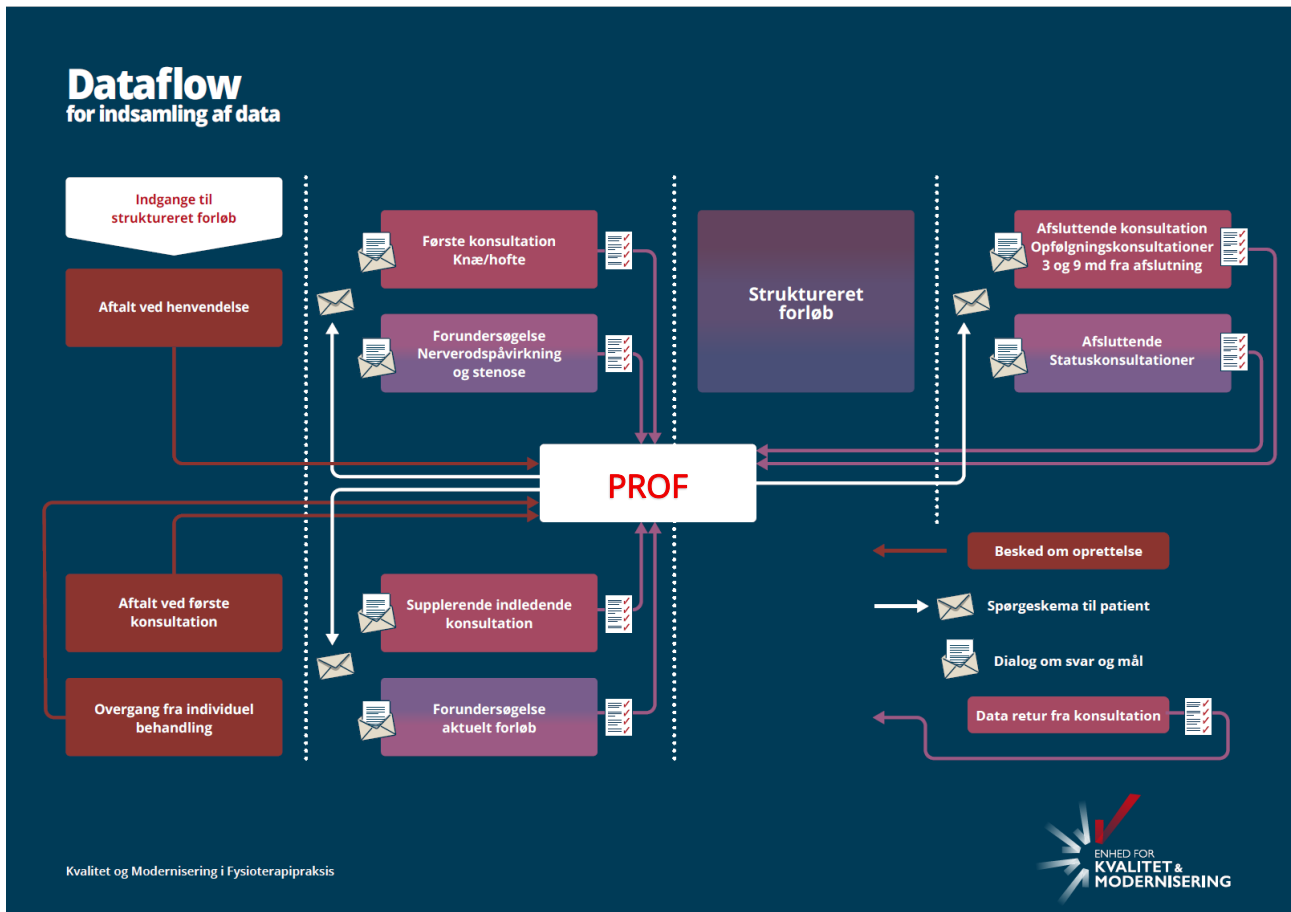 Dataflow
for indsamling af data
Indgange til
struktureret forløb
Aftalt ved henvendelse
Aftalt ved første
konsultation
Overgang fra individuel
behandling
Første konsultation
Knæ/hofte
Forundersøgelse
Nerverodspåvirkning
og stenose
PROF
Supplerende indledende
konsultation
Forundersøgelse
aktuelt forløb
Struktureret
forløb
Afsluttende konsultation
Opfølgningskonsultationer
3 og 9 md fra afslutning
Afsluttende
Statuskonsultationer
Besked om oprettelse
Spørgeskema til patient
Dialog om svar og mål
Data retur fra konsultation
Kvalitet og Modernisering i Fysioterapipraksis
ENHED FOR
KVALITET &
MODERNISERING